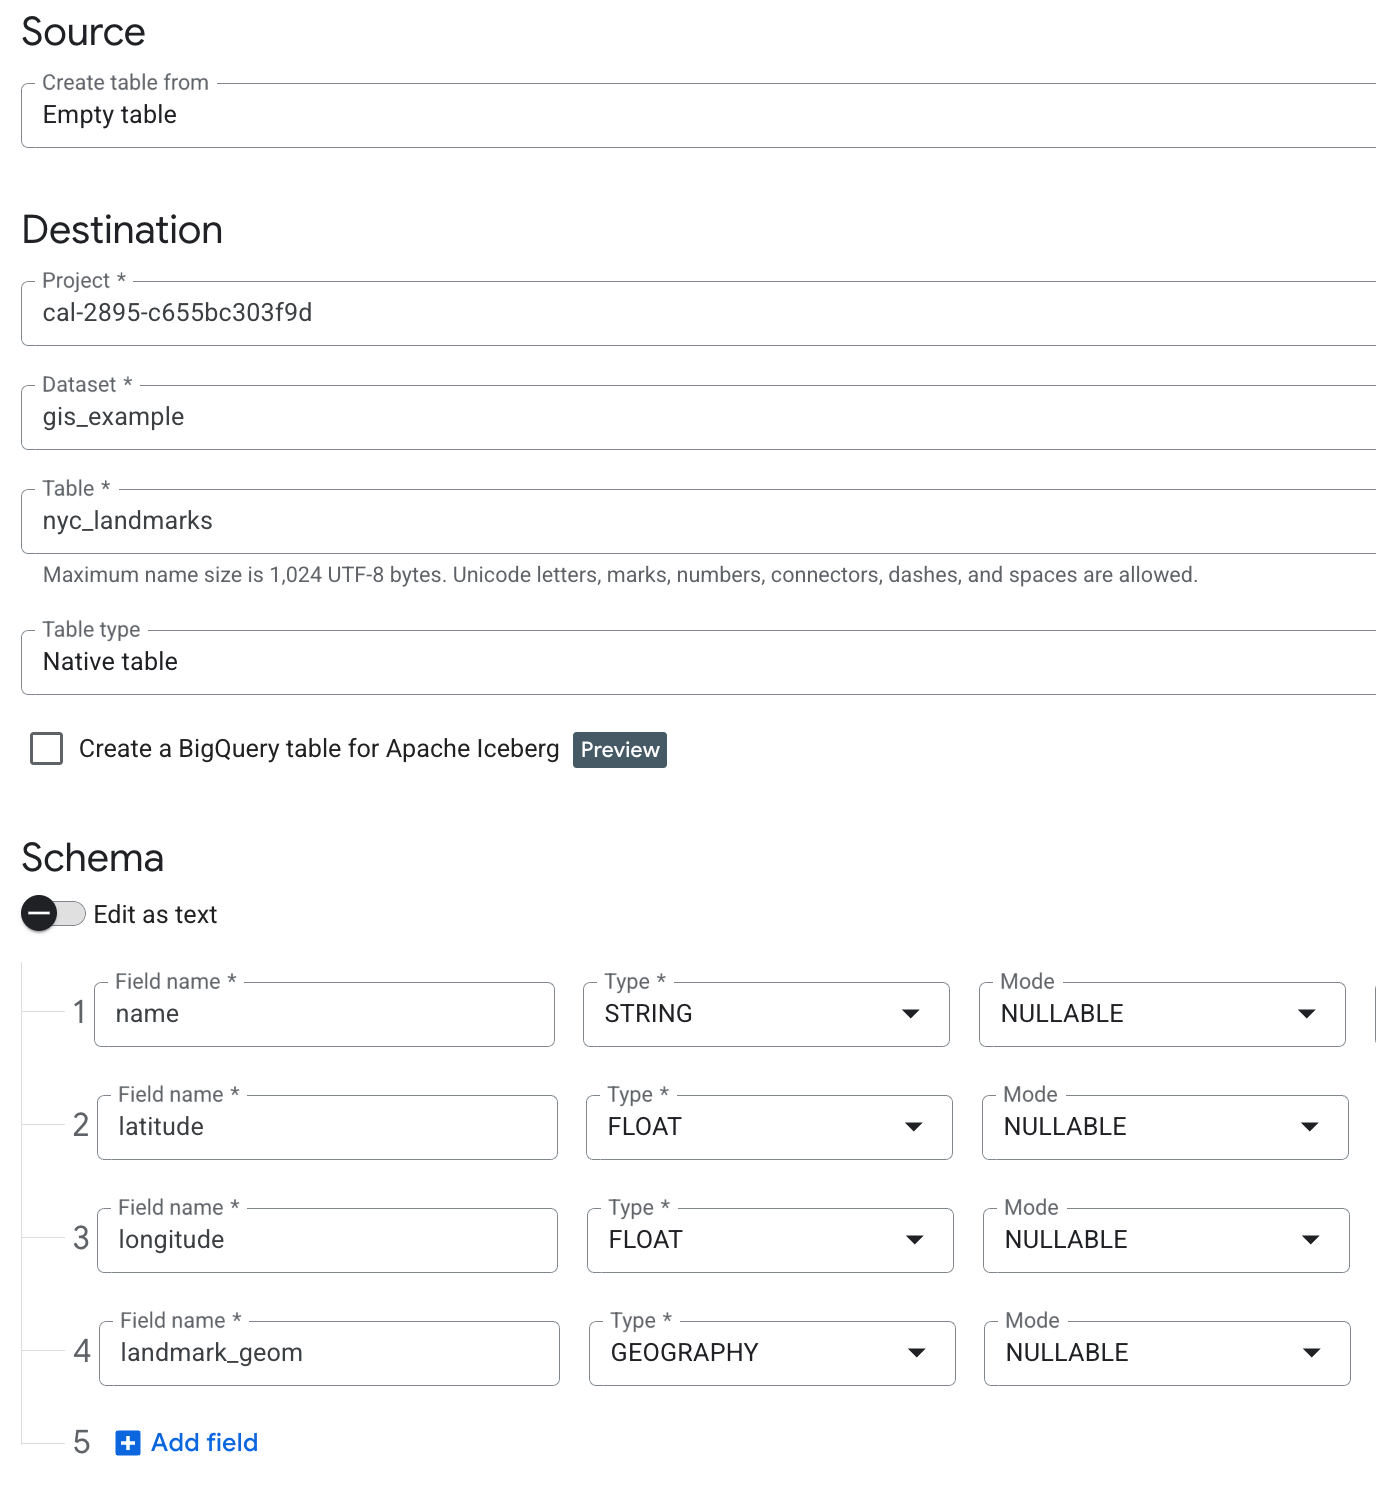 Source
Create table from
Empty table
Destination
Project *
cal-2895-c655bc303f9d
Dataset *
gis_example
Table *
nyc_landmarks
Maximum name size is 1,024 UTF-8 bytes. Unicode letters, marks, numbers, connectors, dashes, and spaces are allowed.
Table type
Native table
Create a BigQuery table for Apache Iceberg Preview
Schema
Edit as text
Field name * Type * Mode
1 name STRING NULLABLE
Field name * Type * Mode
2 latitude FLOAT NULLABLE
Field name * Type * Mode
3 longitude FLOAT NULLABLE
Field name * Type * Mode
4 landmark_geom GEOGRAPHY NULLABLE
5 Add field